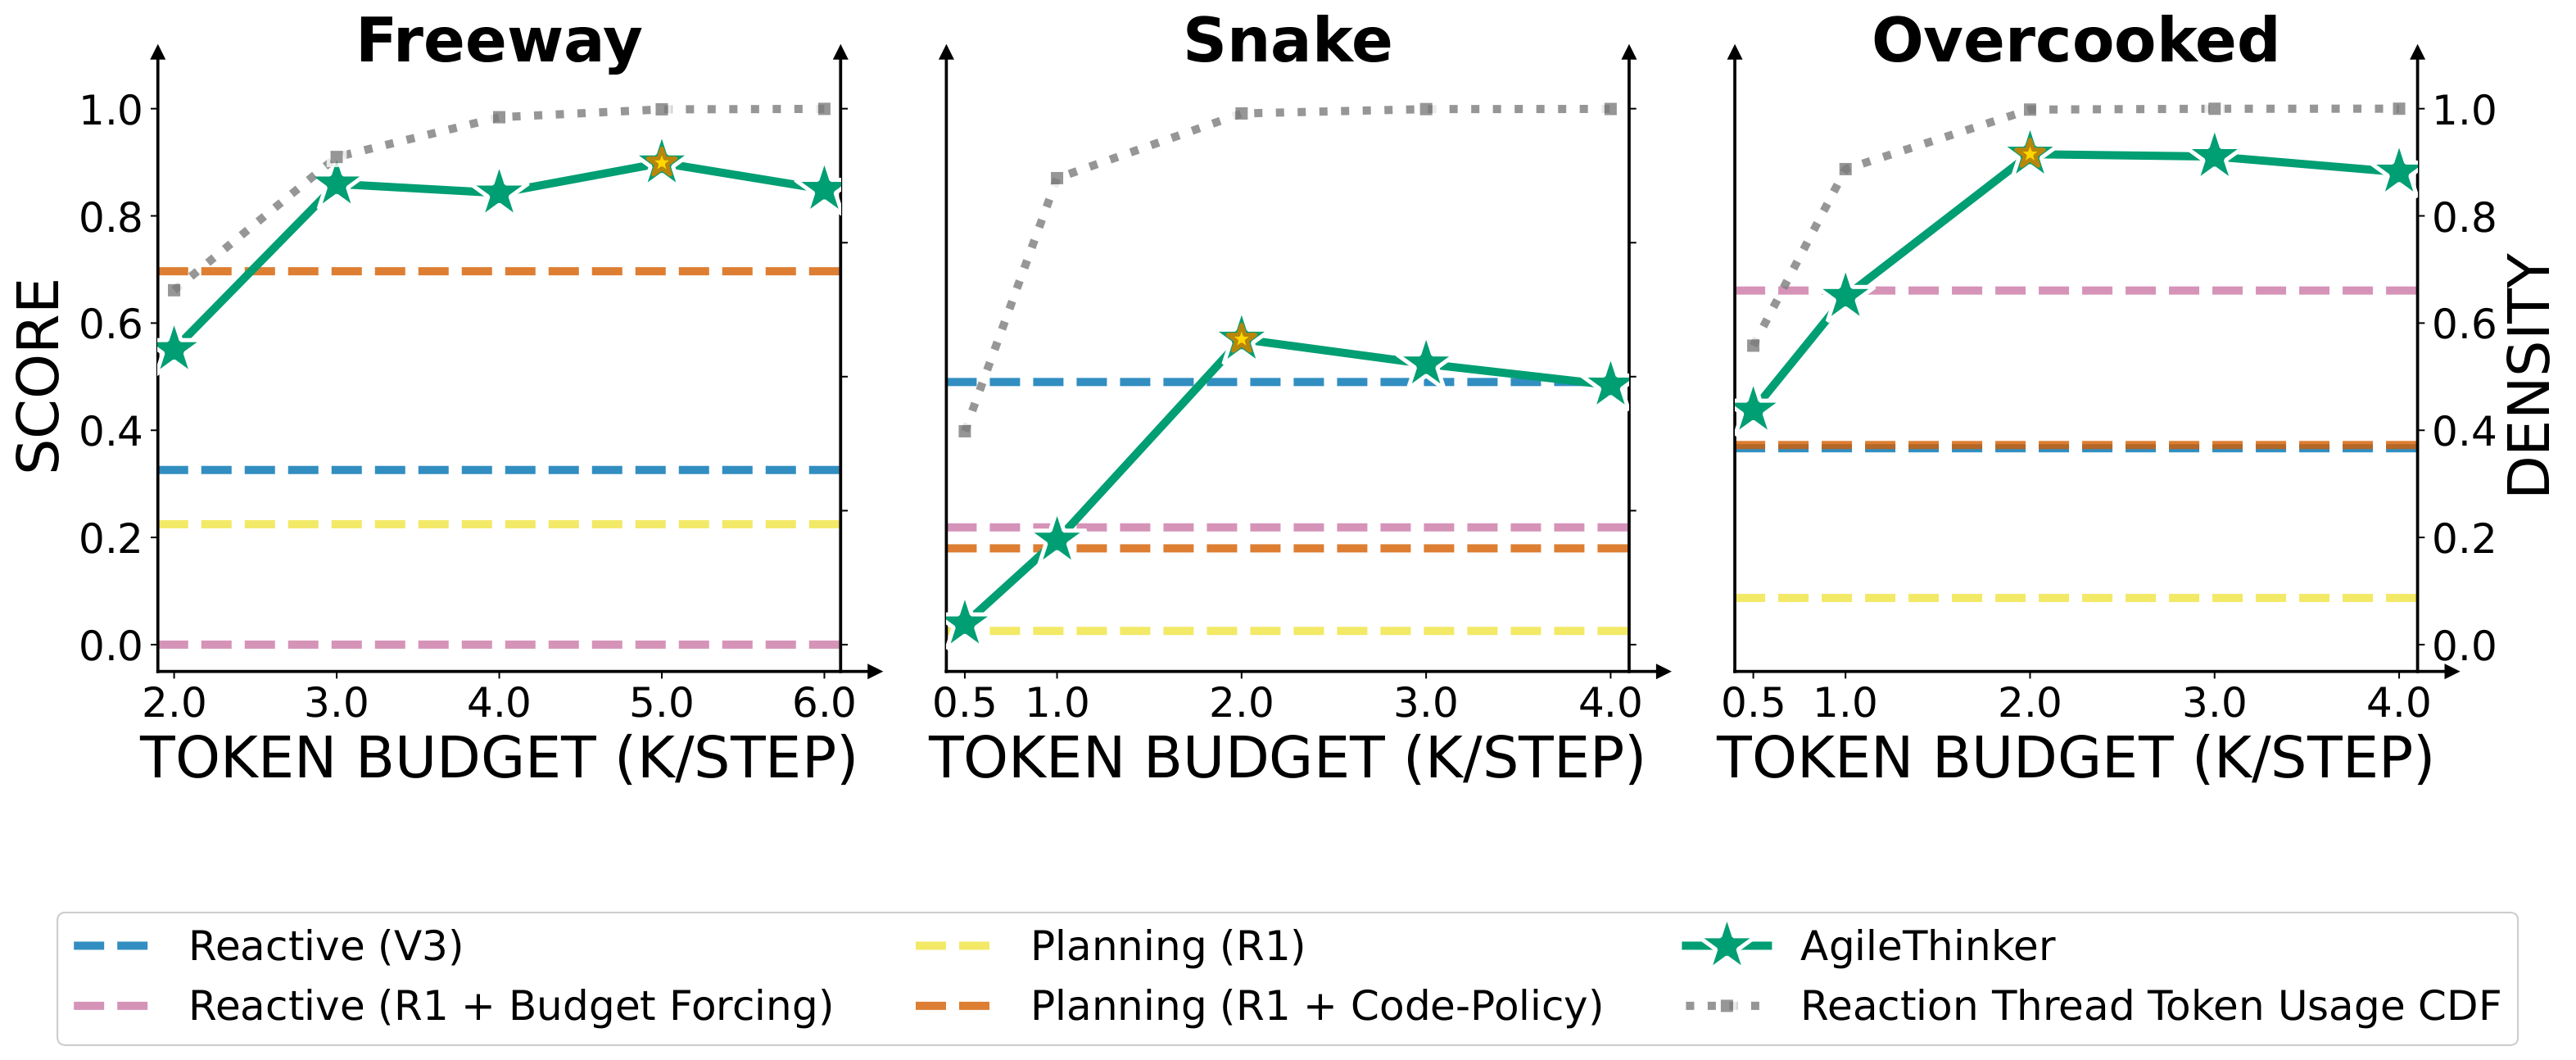 Freeway
Snake
Overcooked
SCORE
1.0
0.8
0.6
0.4
0.2
0.0
2.0 3.0 4.0 5.0 6.0
TOKEN BUDGET (K/STEP)
0.5 1.0 2.0 3.0 4.0
TOKEN BUDGET (K/STEP)
1.0
0.8
0.6
0.4
0.2
0.0
DENSITY
0.5 1.0 2.0 3.0 4.0
TOKEN BUDGET (K/STEP)
Reactive (V3)
Reactive (R1 + Budget Forcing)
Planning (R1)
Planning (R1 + Code-Policy)
AgileThinker
Reaction Thread Token Usage CDF